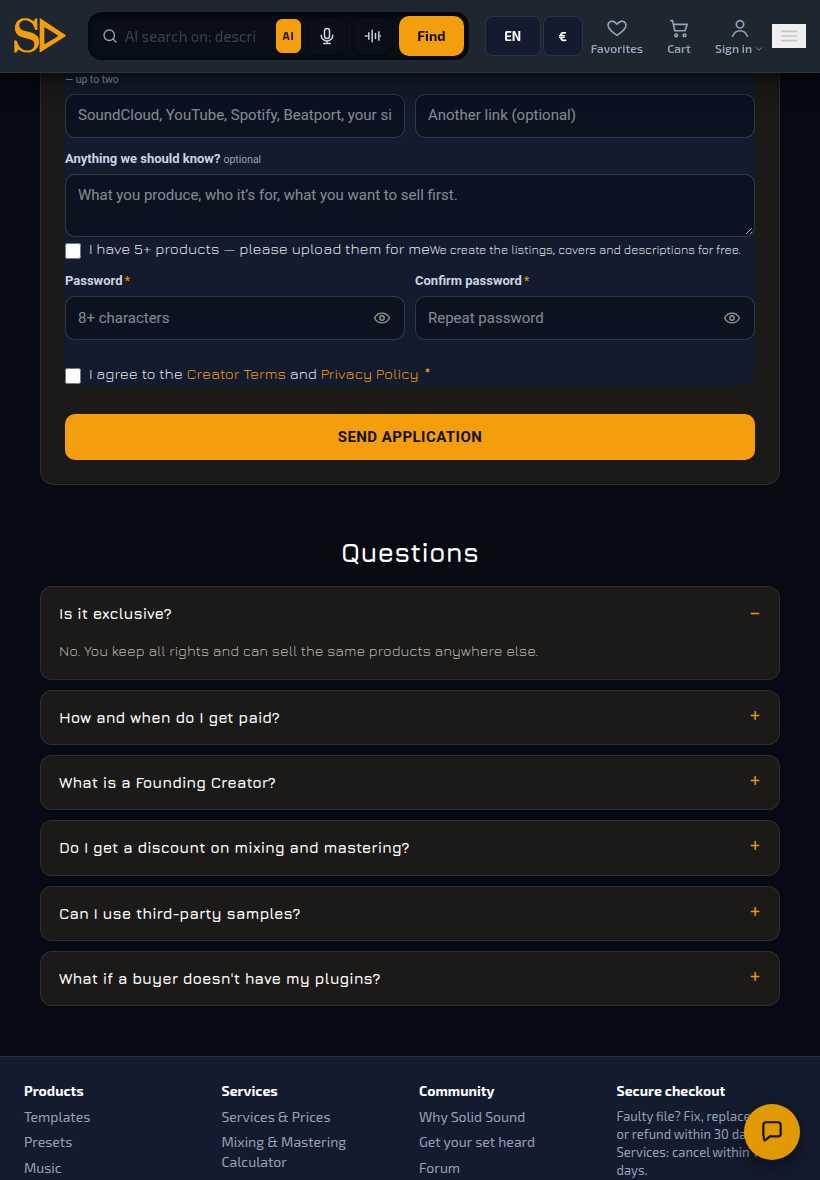 AI search on: descri
AI
Find
EN
€
Favorites
Cart
Sign in
— up to two
SoundCloud, YouTube, Spotify, Beatport, your si
Another link (optional)
Anything we should know? optional
What you produce, who it's for, what you want to sell first.
I have 5+ products — please upload them for meWe create the listings, covers and descriptions for free.
Password *
Confirm password *
8+ characters
Repeat password
I agree to the Creator Terms and Privacy Policy *
SEND APPLICATION
Questions
Is it exclusive?
−
No. You keep all rights and can sell the same products anywhere else.
How and when do I get paid?
+
What is a Founding Creator?
+
Do I get a discount on mixing and mastering?
+
Can I use third-party samples?
+
What if a buyer doesn't have my plugins?
+
Products
Services
Community
Secure checkout
Templates
Services & Prices
Why Solid Sound
Faulty file? Fix, replace
Presets
Mixing & Mastering
Calculator
Get your set heard
or refund within 30 da
Services: cancel within
Music
Forum
days.